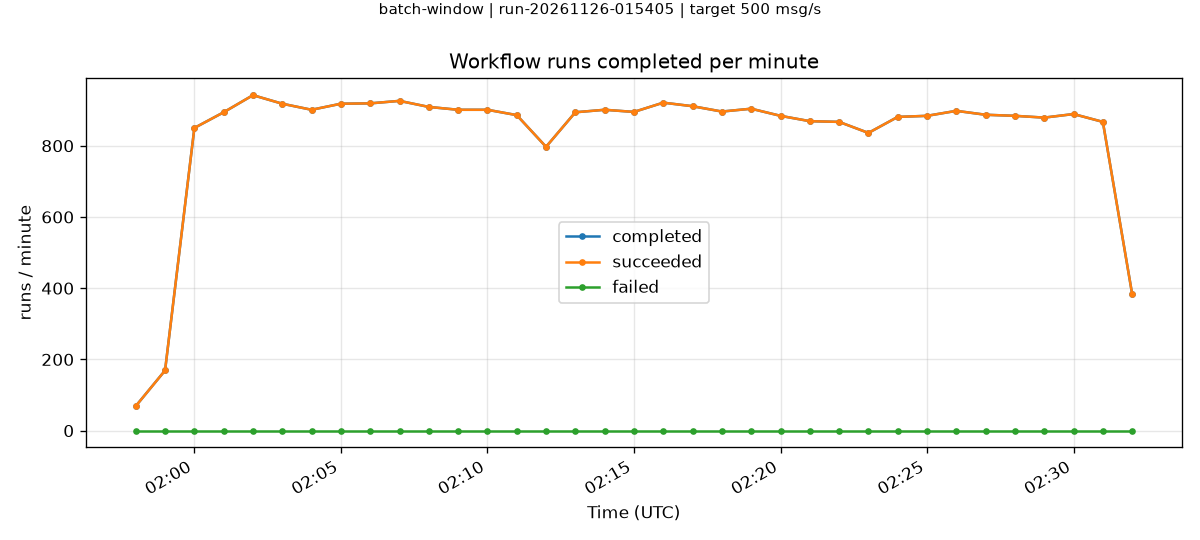 batch-window | run-20261126-015405 | target 500 msg/s
Workflow runs completed per minute
runs / minute
800
600
400
200
0
completed
succeeded
failed
02:00
02:05
02:10
02:15
02:20
02:25
02:30
Time (UTC)